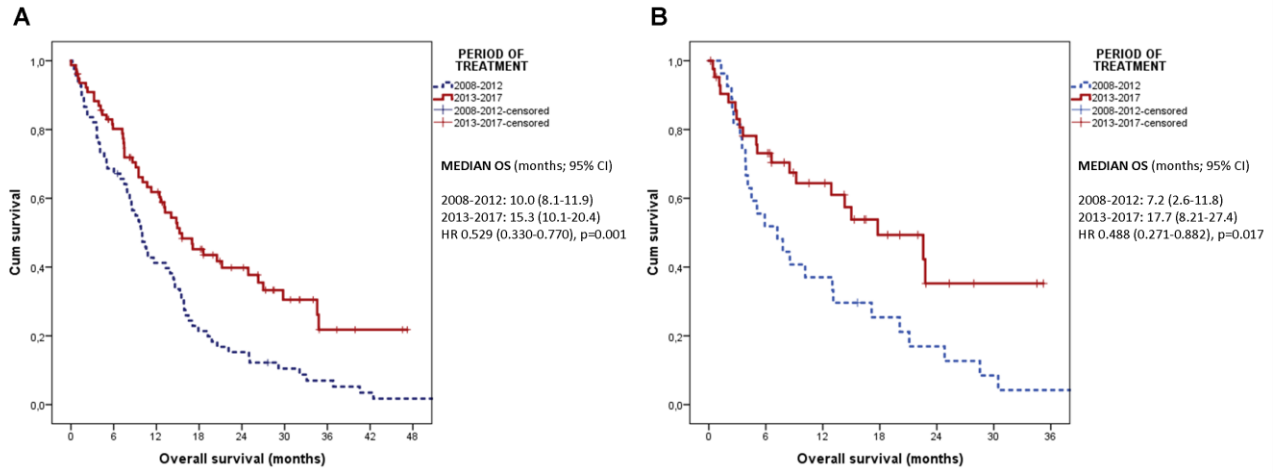 A
1,0
0,8
0,6
0,4
0,2
0,0
Cum survival
0 6 12 18 24 30 36 42 48
Overall survival (months)
PERIOD OF
TREATMENT
2008-2012
2013-2017
2008-2012-censored
2013-2017-censored
MEDIAN OS (months; 95% CI)
2008-2012: 10.0 (8.1-11.9)
2013-2017: 15.3 (10.1-20.4)
HR 0.529 (0.330-0.770), p=0.001
B
1,0
0,8
0,6
0,4
0,2
0,0
Cum survival
0 6 12 18 24 30 36
Overall survival (months)
PERIOD OF
TREATMENT
2008-2012
2013-2017
2008-2012-censored
2013-2017-censored
MEDIAN OS (months; 95% CI)
2008-2012: 7.2 (2.6-11.8)
2013-2017: 17.7 (8.21-27.4)
HR 0.488 (0.271-0.882), p=0.017